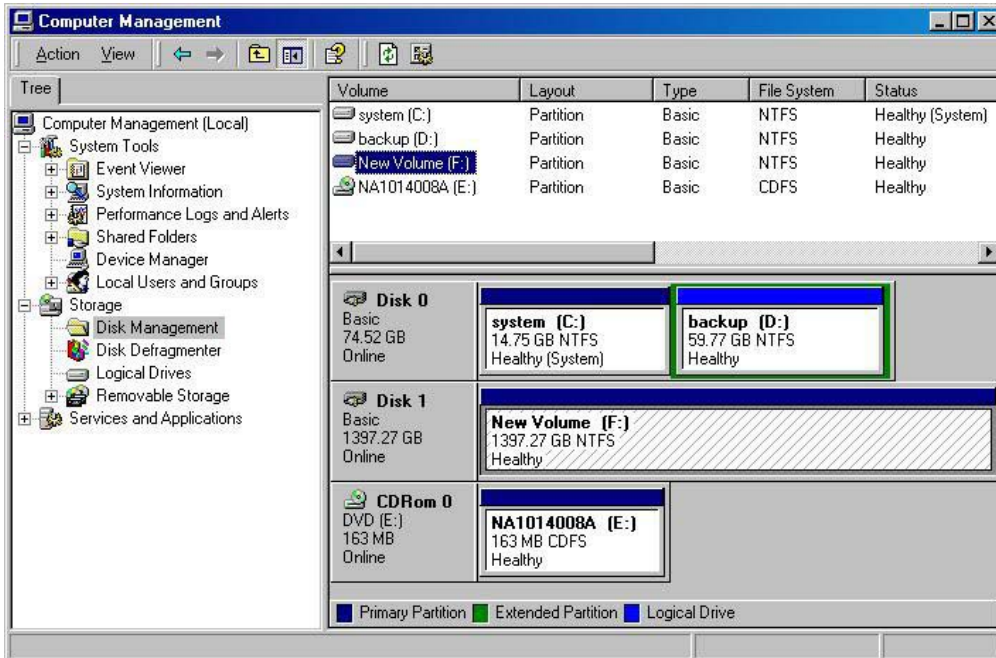 Computer Management
Action View
Tree
Computer Management (Local)
System Tools
Event Viewer
System Information
Performance Logs and Alerts
Shared Folders
Device Manager
Local Users and Groups
Storage
Disk Management
Disk Defragmenter
Logical Drives
Removable Storage
Services and Applications
Volume Layout Type File System Status
system (C:) Partition Basic NTFS Healthy (System)
backup (D:) Partition Basic NTFS Healthy
New Volume (F:) Partition Basic NTFS Healthy
NA1014008A (E:) Partition Basic CDFS Healthy
Disk 0
Basic
74.52 GB
Online
system (C:)
14.75 GB NTFS
Healthy (System)
backup (D:)
59.77 GB NTFS
Healthy
Disk 1
Basic
1397.27 GB
Online
New Volume (F:)
1397.27 GB NTFS
Healthy
CDRom 0
DVD (E:)
163 MB
Online
NA1014008A (E:)
163 MB CDFS
Healthy
Primary Partition Extended Partition Logical Drive